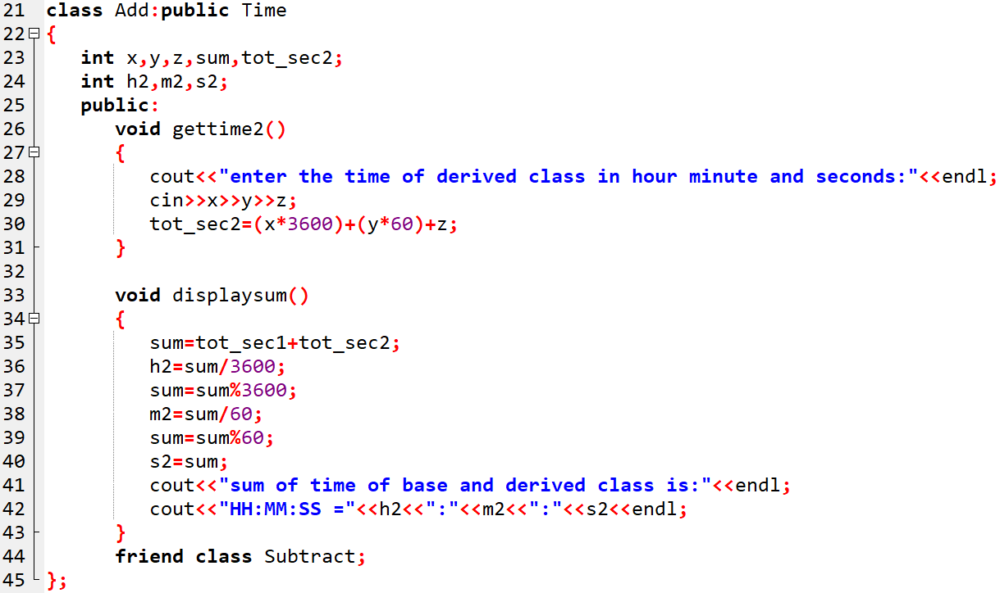 21 class Add:public Time
22 {
23 int x,y,z,sum,tot_sec2;
24 int h2,m2,s2;
25 public:
26 void gettime2()
27 {
28 cout<<"enter the time of derived class in hour minute and seconds:"<<endl;
29 cin>>x>>y>>z;
30 tot_sec2=(x*3600)+(y*60)+z;
31 }
32
33 void displaysum()
34 {
35 sum=tot_sec1+tot_sec2;
36 h2=sum/3600;
37 sum=sum%3600;
38 m2=sum/60;
39 sum=sum%60;
40 s2=sum;
41 cout<<"sum of time of base and derived class is:"<<endl;
42 cout<<"HH:MM:SS ="<<h2<<":"<<m2<<":"<<s2<<endl;
43 }
44 friend class Subtract;
45 };